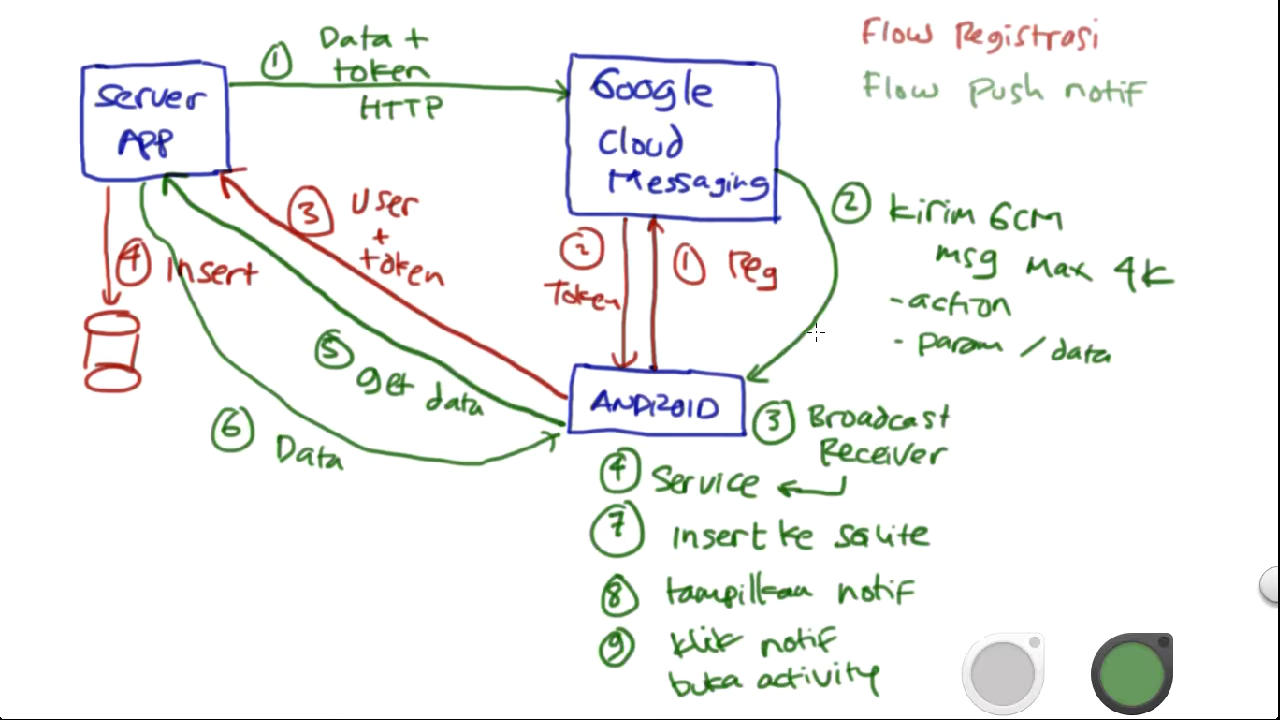 Flow Registrasi
Flow Push notif
1 Data +
token
HTTP
Server
APP
Google
Cloud
Messaging
3 User
+
token
4 Insert
2
Token
1 Reg
2 Kirim GCM
msg max 4K
- action
- param / data
5 get data
6 Data
ANDROID
3 Broadcast
Receiver
4 Service
7 Insert ke sqlite
8 tampilkan notif
9 klik notif
buka activity